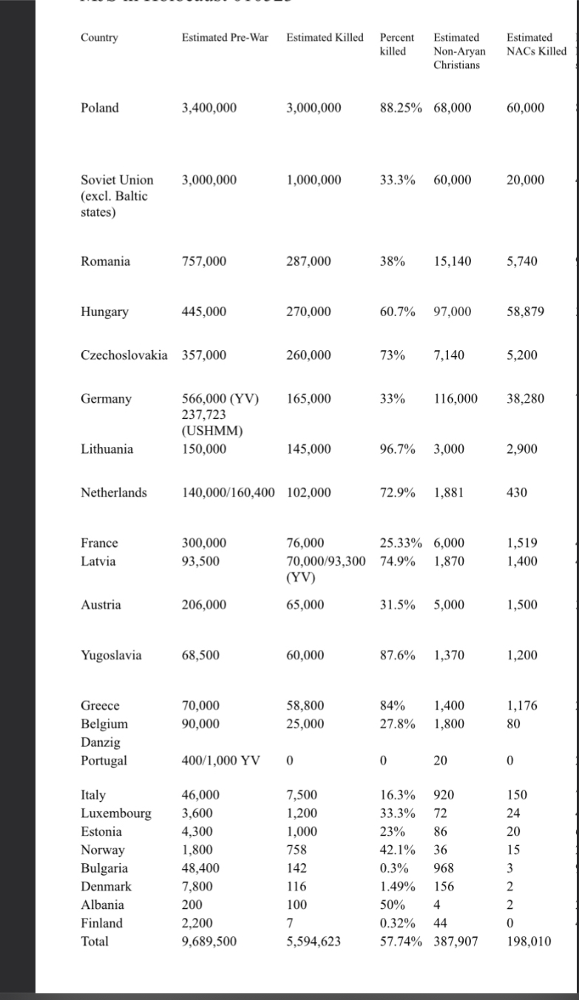 Country Estimated Pre-War Estimated Killed Percent Estimated Estimated
killed Non-Aryan NACs Killed
Christians
Poland 3,400,000 3,000,000 88.25% 68,000 60,000
Soviet Union 3,000,000 1,000,000 33.3% 60,000 20,000
(excl. Baltic
states)
Romania 757,000 287,000 38% 15,140 5,740
Hungary 445,000 270,000 60.7% 97,000 58,879
Czechoslovakia 357,000 260,000 73% 7,140 5,200
Germany 566,000 (YV) 165,000 33% 116,000 38,280
237,723
(USHMM)
Lithuania 150,000 145,000 96.7% 3,000 2,900
Netherlands 140,000/160,400 102,000 72.9% 1,881 430
France 300,000 76,000 25.33% 6,000 1,519
Latvia 93,500 70,000/93,300 74.9% 1,870 1,400
(YV)
Austria 206,000 65,000 31.5% 5,000 1,500
Yugoslavia 68,500 60,000 87.6% 1,370 1,200
Greece 70,000 58,800 84% 1,400 1,176
Belgium 90,000 25,000 27.8% 1,800 80
Danzig
Portugal 400/1,000 YV 0 0 20 0
Italy 46,000 7,500 16.3% 920 150
Luxembourg 3,600 1,200 33.3% 72 24
Estonia 4,300 1,000 23% 86 20
Norway 1,800 758 42.1% 36 15
Bulgaria 48,400 142 0.3% 968 3
Denmark 7,800 116 1.49% 156 2
Albania 200 100 50% 4 2
Finland 2,200 7 0.32% 44 0
Total 9,689,500 5,594,623 57.74% 387,907 198,010